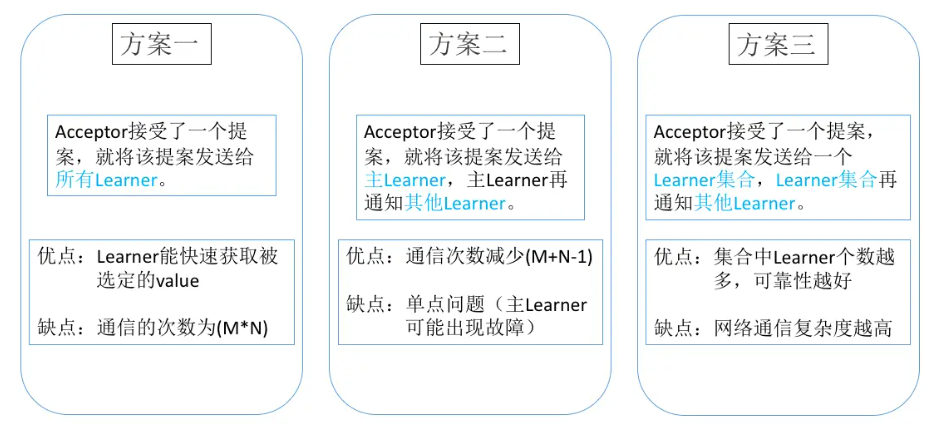 方案一
Acceptor接受了一个提
案，就将该提案发送给
所有Learner。
优点：Learner能快速获取被
选定的value
缺点：通信的次数为(M*N)
方案二
Acceptor接受了一个提
案，就将该提案发送给
主Learner，主Learner再
通知其他Learner。
优点：通信次数减少(M+N-1)
缺点：单点问题（主Learner
可能出现故障）
方案三
Acceptor接受了一个提案，
就将该提案发送给一个
Learner集合，Learner集合再
通知其他Learner。
优点：集合中Learner个数越
多，可靠性越好
缺点：网络通信复杂度越高